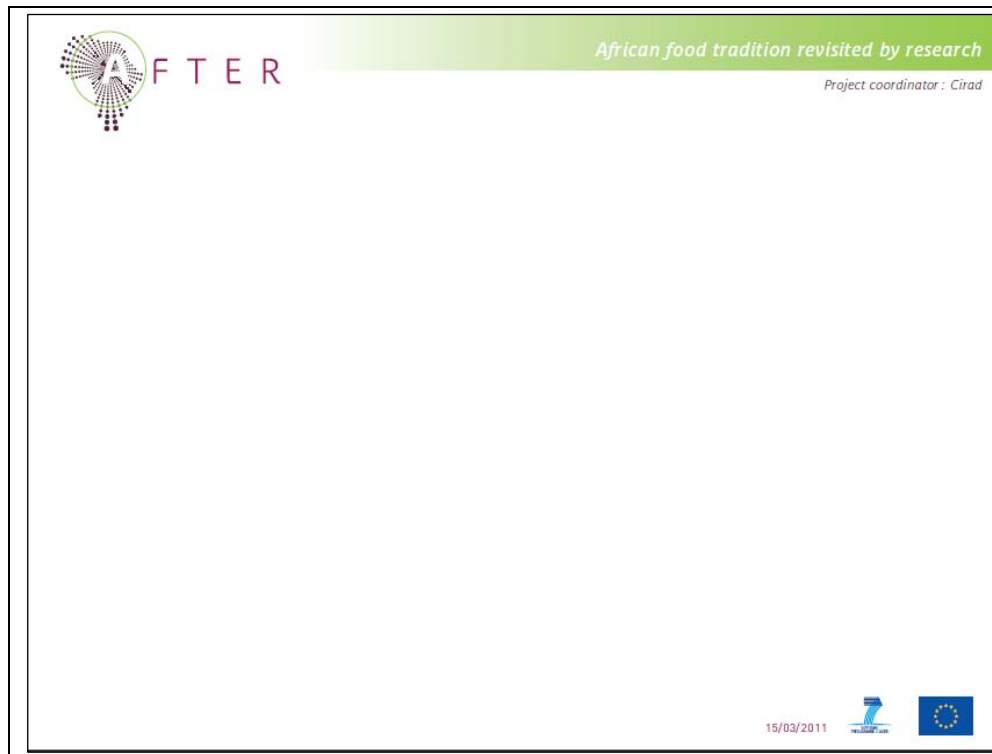 AFTER
African food tradition revisited by research
Project coordinator : Cirad
15/03/2011